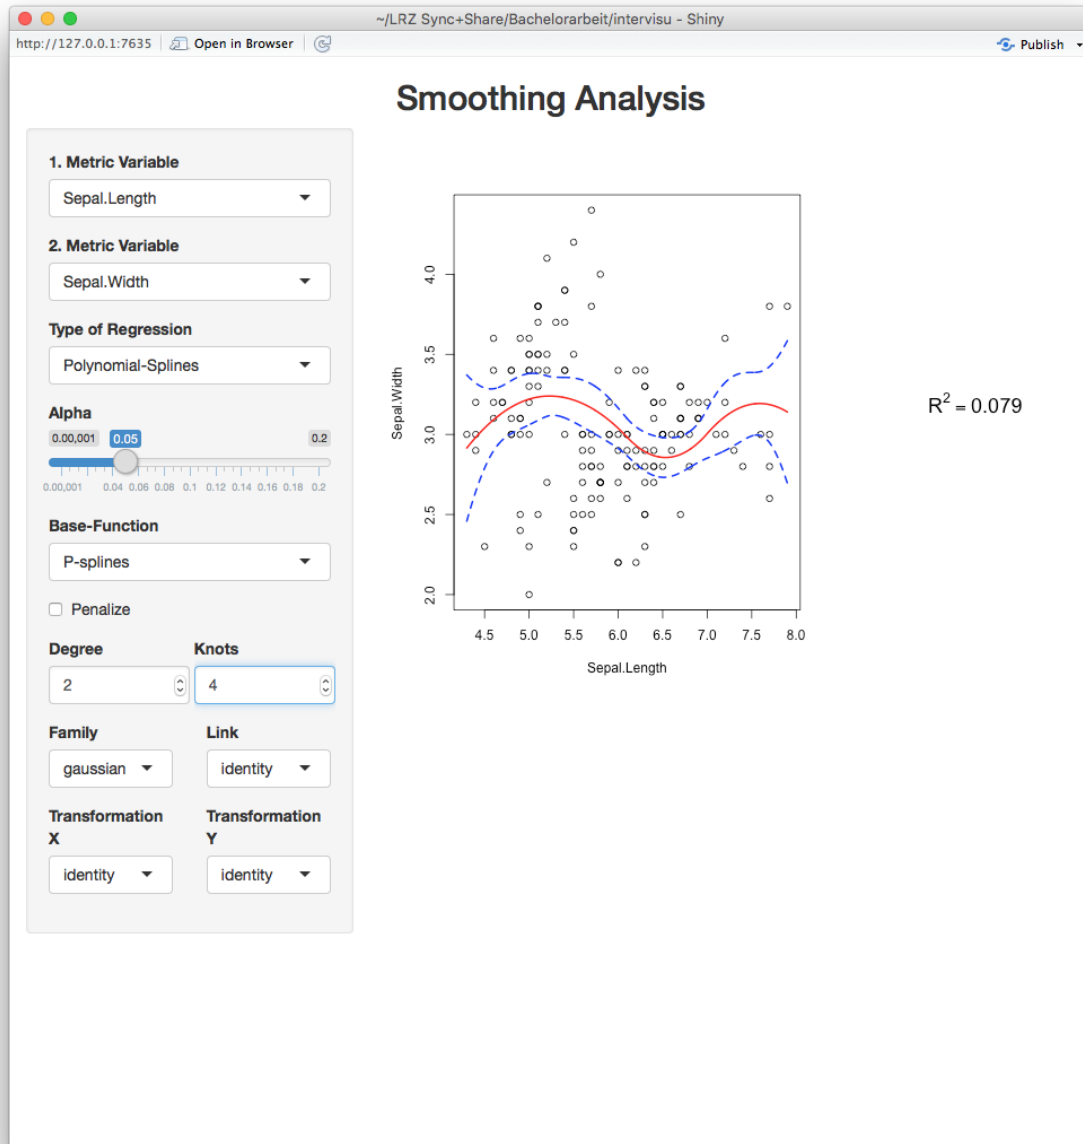 ~/LRZ Sync+Share/Bachelorarbeit/intervisu - Shiny
http://127.0.0.1:7635 Open in Browser Publish
Smoothing Analysis
1. Metric Variable
Sepal.Length
2. Metric Variable
Sepal.Width
Type of Regression
Polynomial-Splines
Alpha
0.00,001 0.05 0.2
0.00,001 0.04 0.06 0.08 0.1 0.12 0.14 0.16 0.18 0.2
Base-Function
P-splines
Penalize
Degree Knots
2 4
Family Link
gaussian identity
Transformation X Transformation Y
identity identity
Sepal.Width
4.0
3.5
3.0
2.5
2.0
4.5 5.0 5.5 6.0 6.5 7.0 7.5 8.0
Sepal.Length
R² = 0.079